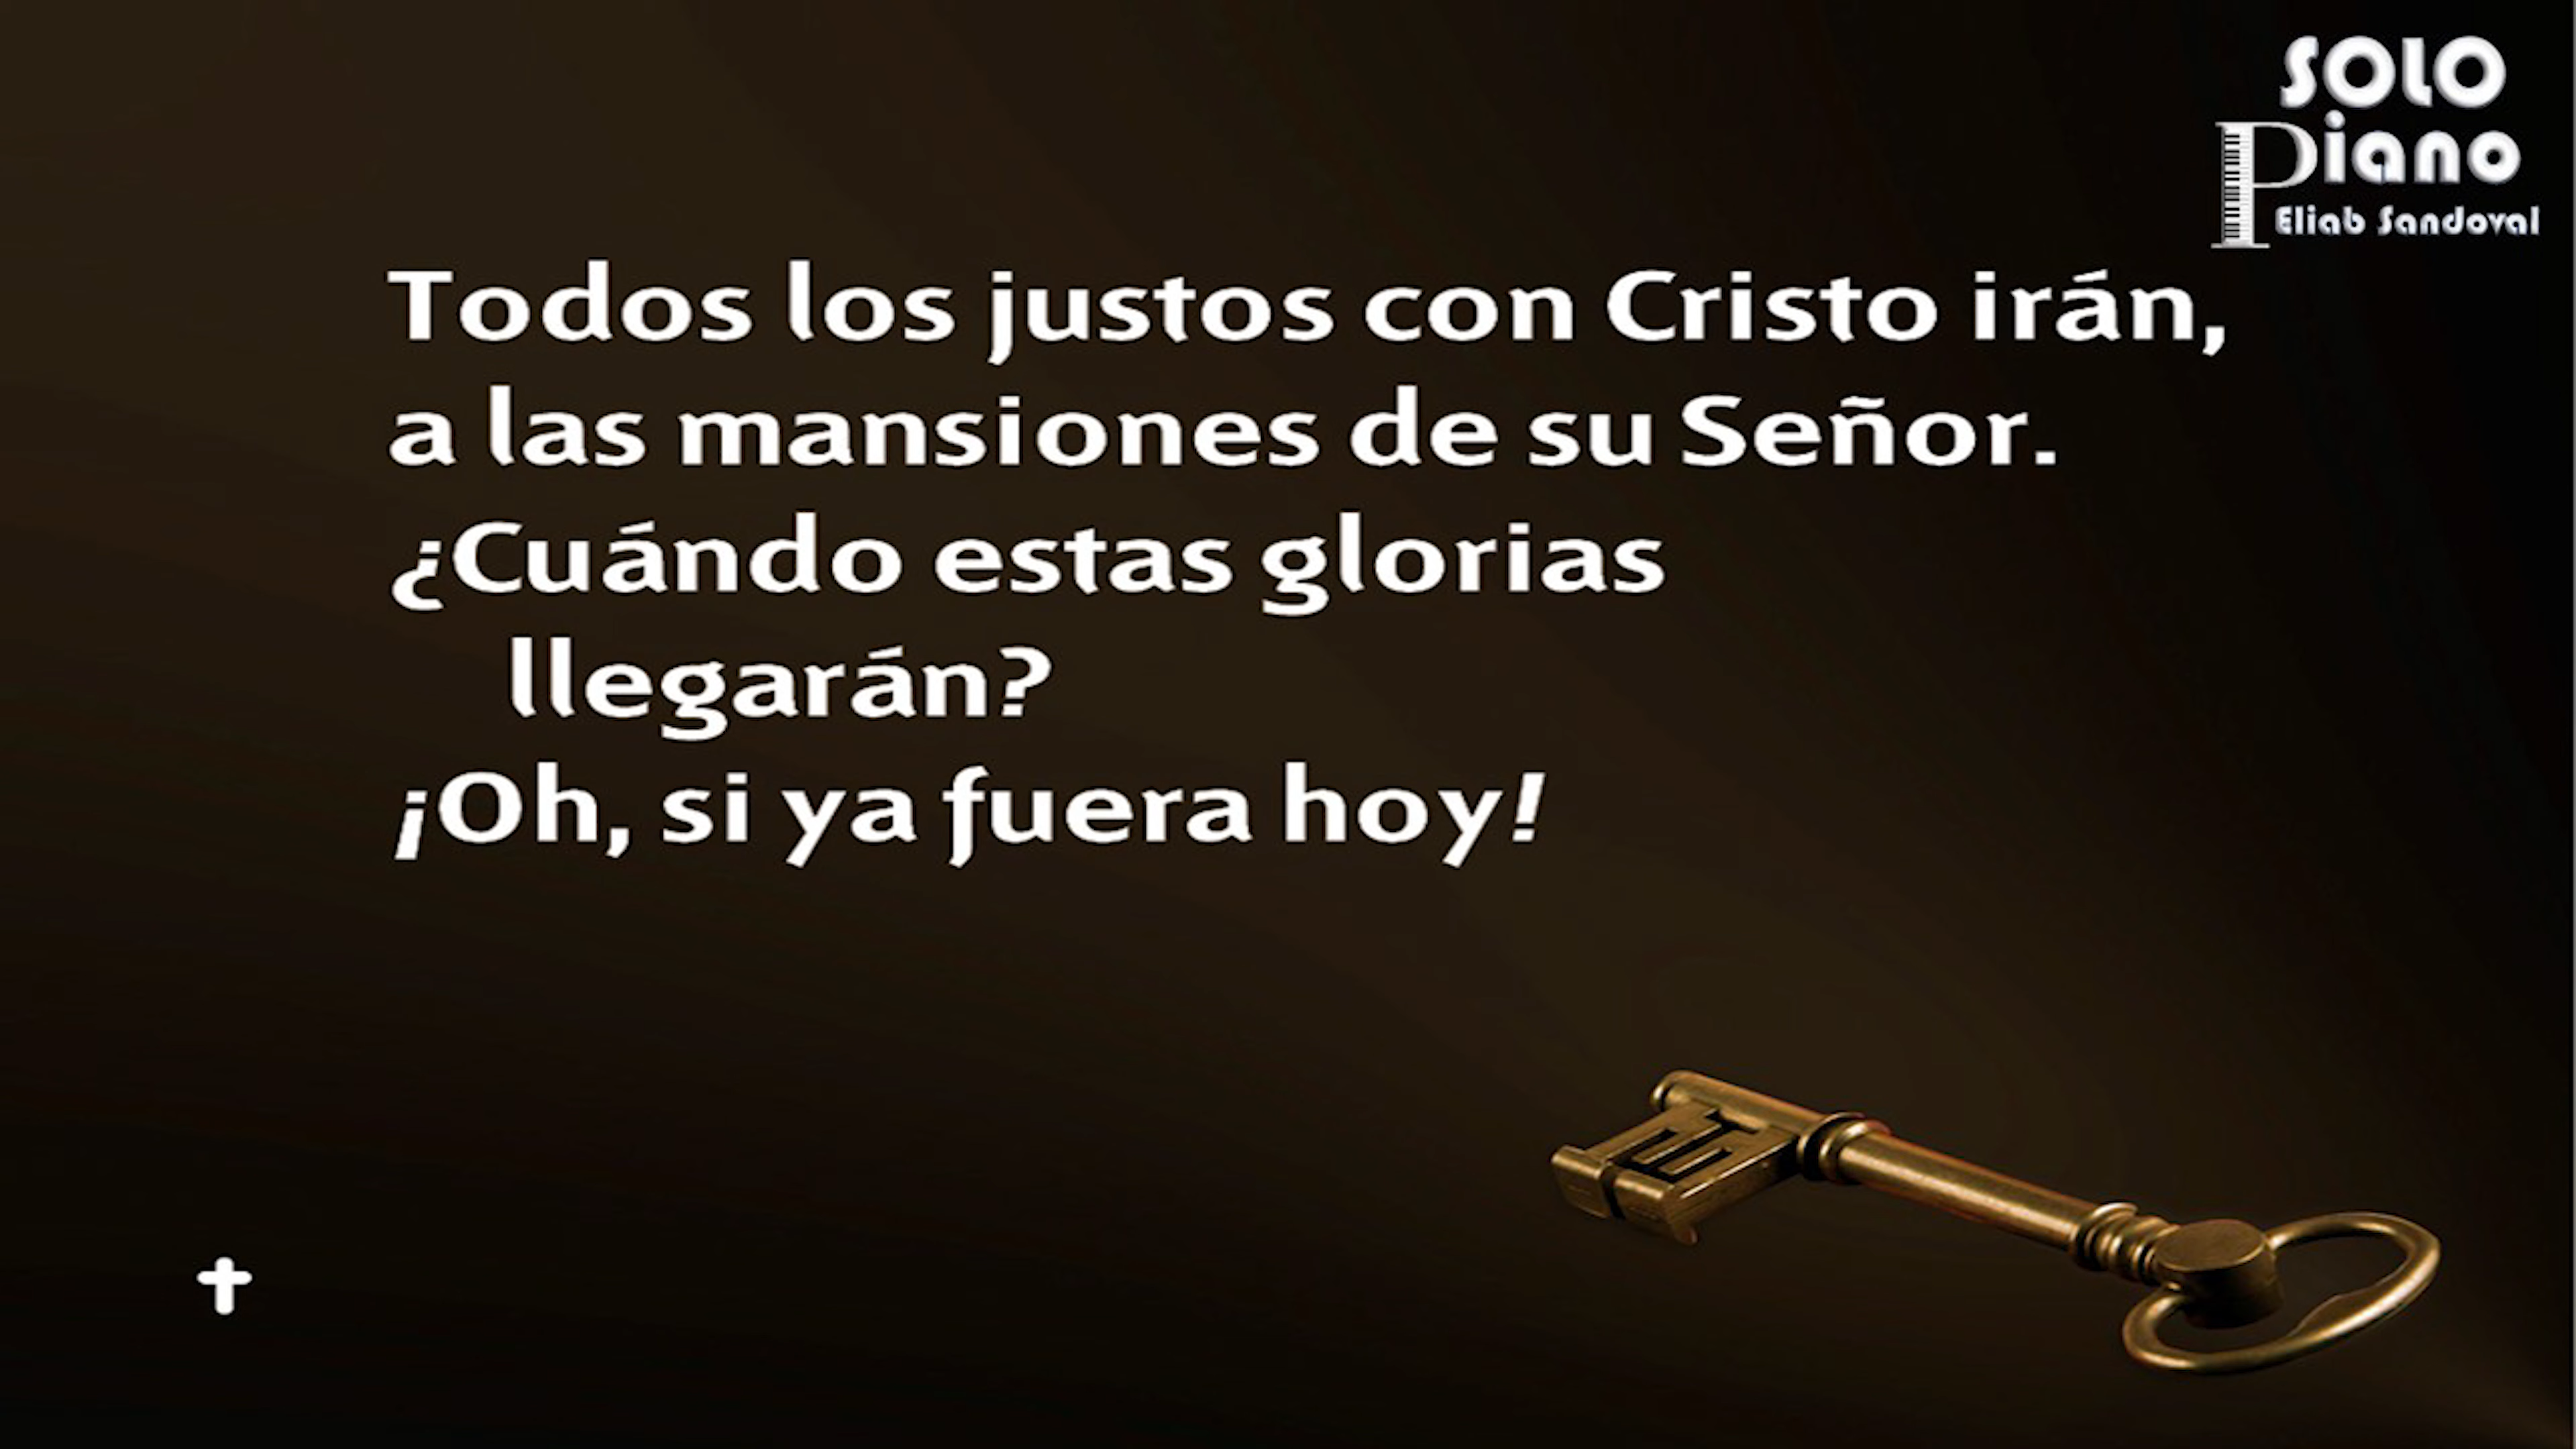 SOLO
Piano
Eliab Sandoval
Todos los justos con Cristo irán,
a las mansiones de su Señor.
¿Cuándo estas glorias
llegarán?
¡Oh, si ya fuera hoy!